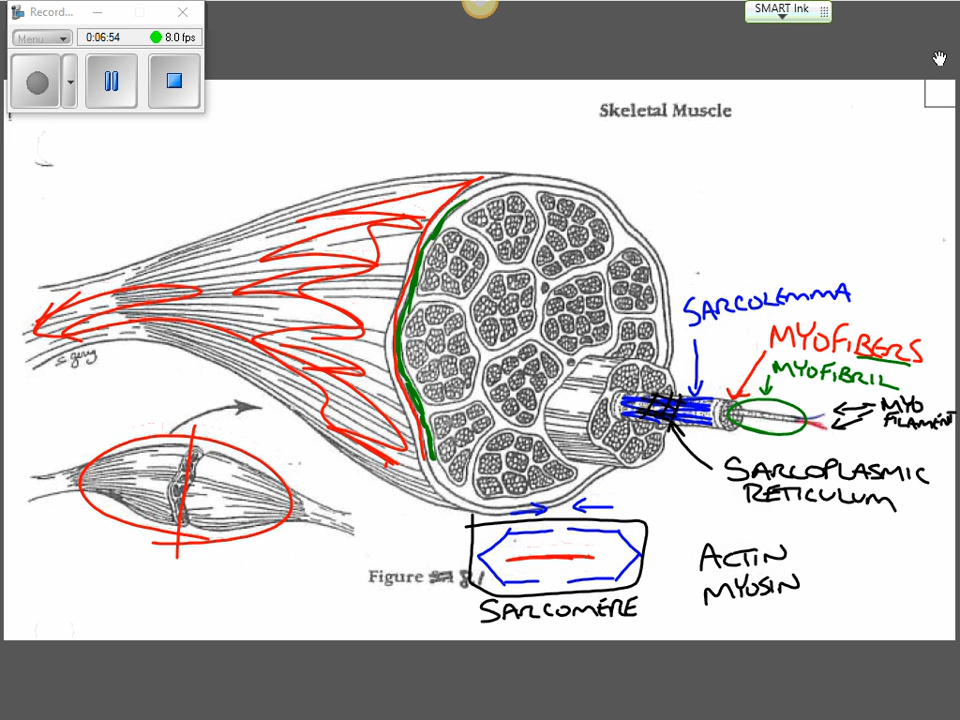 Record...
SMART Ink
Menu
0:06:54
8.0 fps
Skeletal Muscle
SARCOLEMMA
MYOFIBERS
MYOFIBRIL
MYO
FILAMENT
SARCOPLASMIC
RETICULUM
ACTIN
MYOSIN
Figure
SARCOMERE